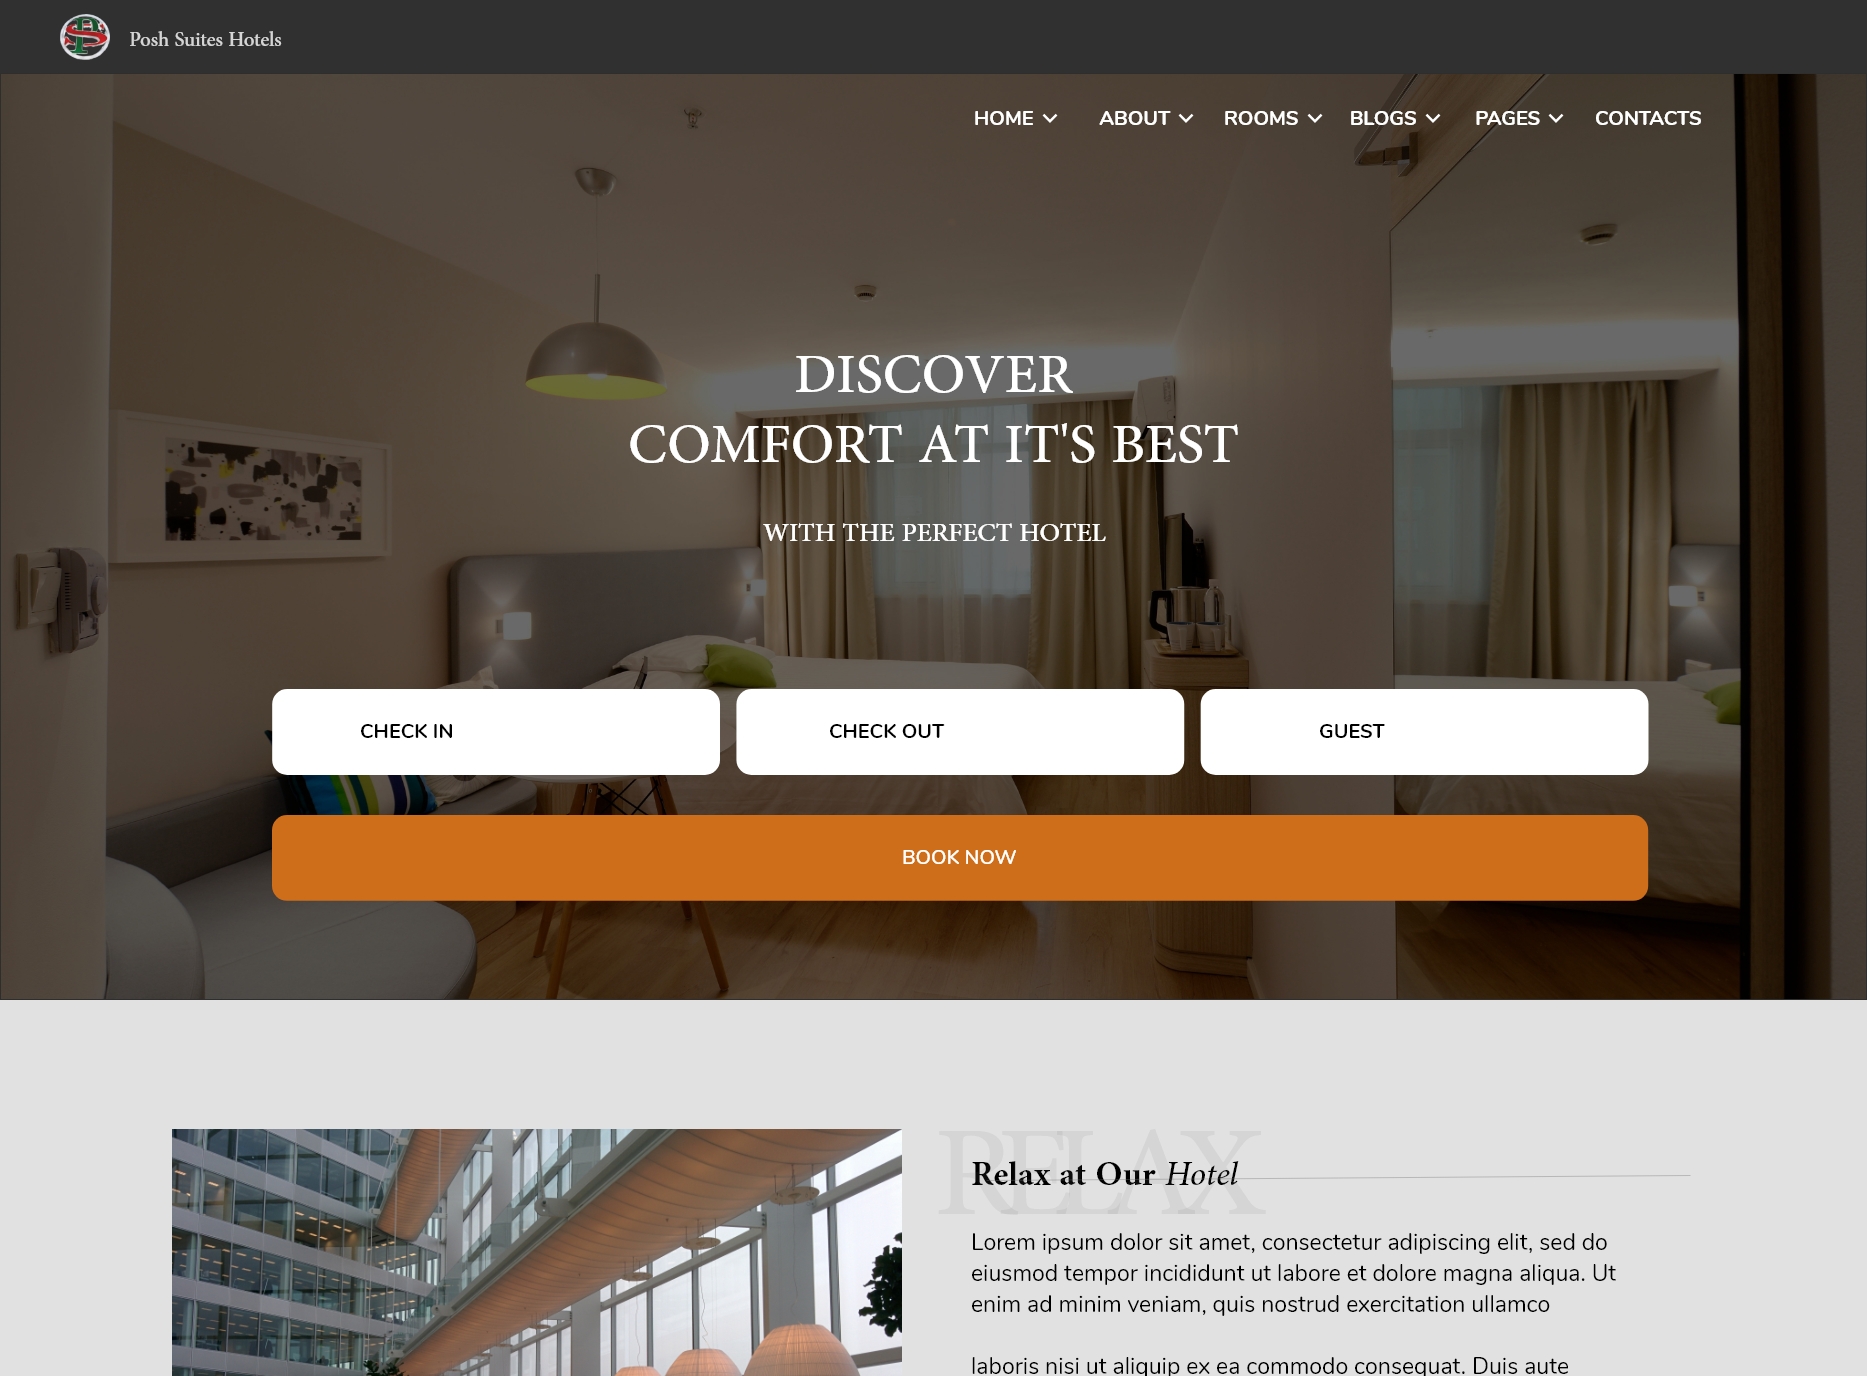 Posh Suites Hotels
HOME ABOUT ROOMS BLOGS PAGES CONTACTS
DISCOVER
COMFORT AT IT'S BEST
WITH THE PERFECT HOTEL
CHECK IN CHECK OUT GUEST
BOOK NOW
RELAX
Relax at Our Hotel
Lorem ipsum dolor sit amet, consectetur adipiscing elit, sed do
eiusmod tempor incididunt ut labore et dolore magna aliqua. Ut
enim ad minim veniam, quis nostrud exercitation ullamco
laboris nisi ut aliquip ex ea commodo consequat. Duis aute